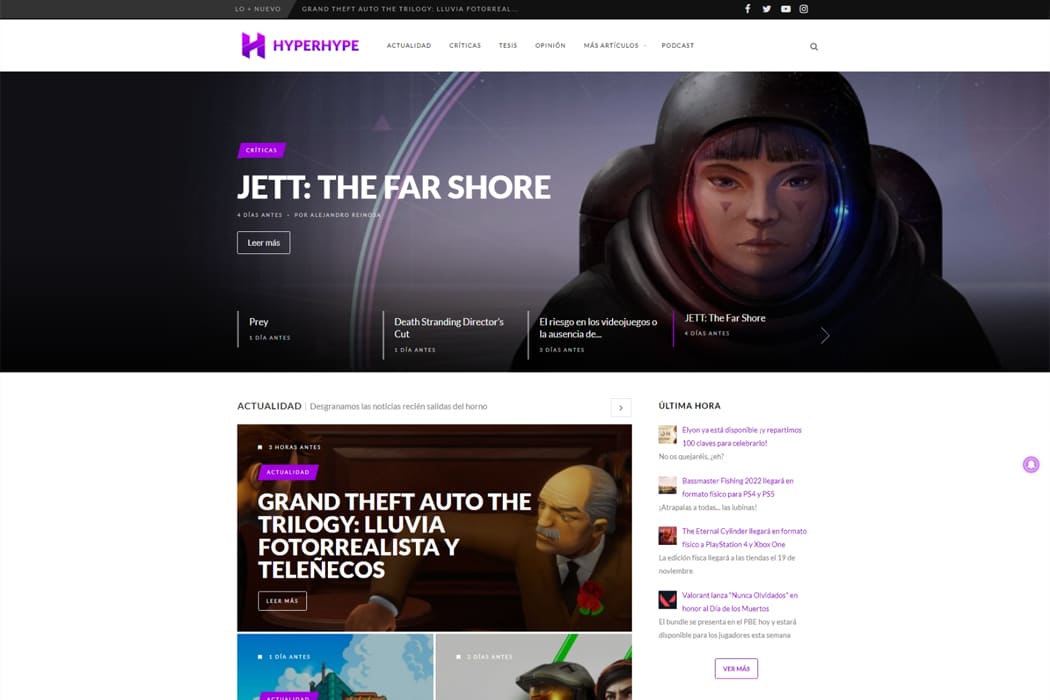 LO + NUEVO
GRAND THEFT AUTO THE TRILOGY: LLUVIA FOTORREAL...
HYPERHYPE
ACTUALIDAD
CRÍTICAS
TESIS
OPINIÓN
MÁS ARTÍCULOS
PODCAST
CRÍTICAS
JETT: THE FAR SHORE
4 DÍAS ANTES - POR ALEJANDRO REINOSA
Leer más
Prey
1 DÍA ANTES
Death Stranding Director's
Cut
1 DÍA ANTES
El riesgo en los videojuegos o
la ausencia de...
3 DÍAS ANTES
JETT: The Far Shore
4 DÍAS ANTES
ACTUALIDAD | Desgranamos las noticias recién salidas del horno
3 HORAS ANTES
ACTUALIDAD
GRAND THEFT AUTO THE
TRILOGY: LLUVIA
FOTORREALISTA Y
TELEÑECOS
LEER MÁS
1 DÍA ANTES
ACTUALIDAD
2 DÍAS ANTES
ÚLTIMA HORA
Elyon ya está disponible ¡y repartimos
100 claves para celebrarlo!
No os quejaréis, ¿eh?
Bassmaster Fishing 2022 llegará en
formato físico para PS4 y PS5
¡Atrapalas a todas... las lubinas!
The Eternal Cylinder llegará en formato
físico a PlayStation 4 y Xbox One
La edición física llegará a las tiendas el 19 de
noviembre
Valorant lanza "Nunca Olvidados" en
honor al Día de los Muertos
El bundle se presenta en el PBE hoy y estará
disponible para los jugadores esta semana
VER MÁS